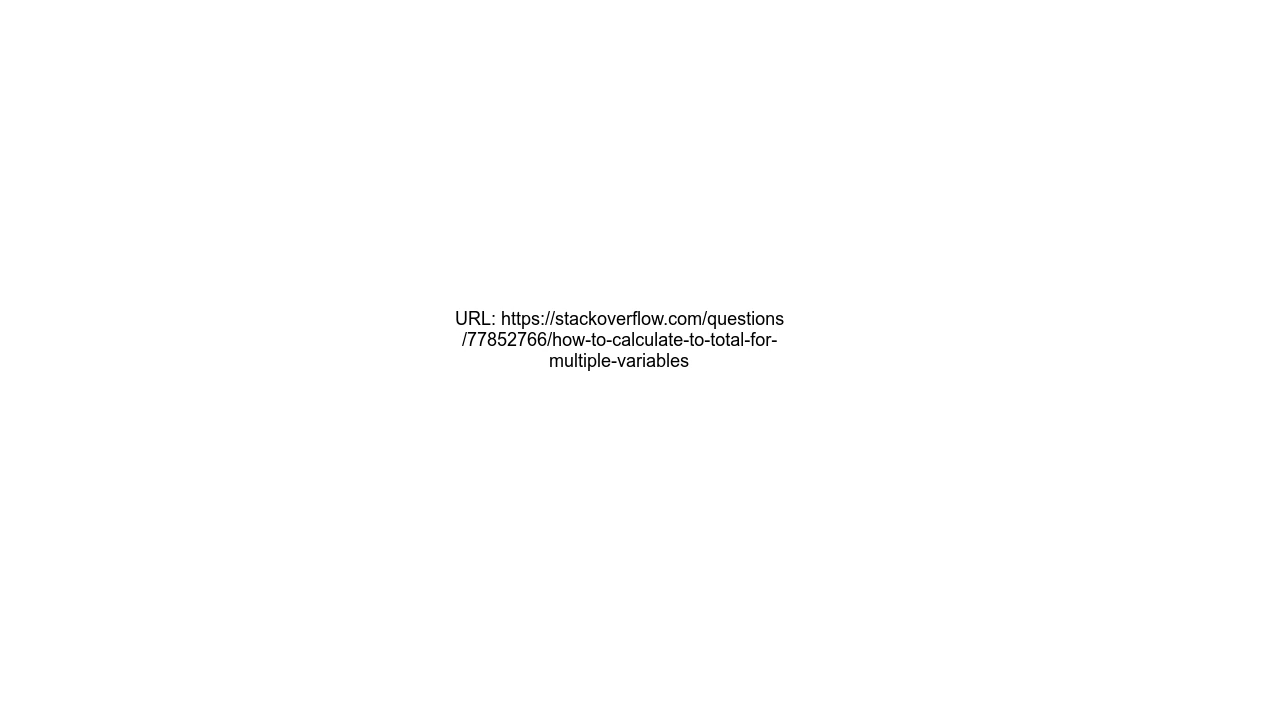 URL: https://stackoverflow.com/questions
/77852766/how-to-calculate-to-total-for-
multiple-variables